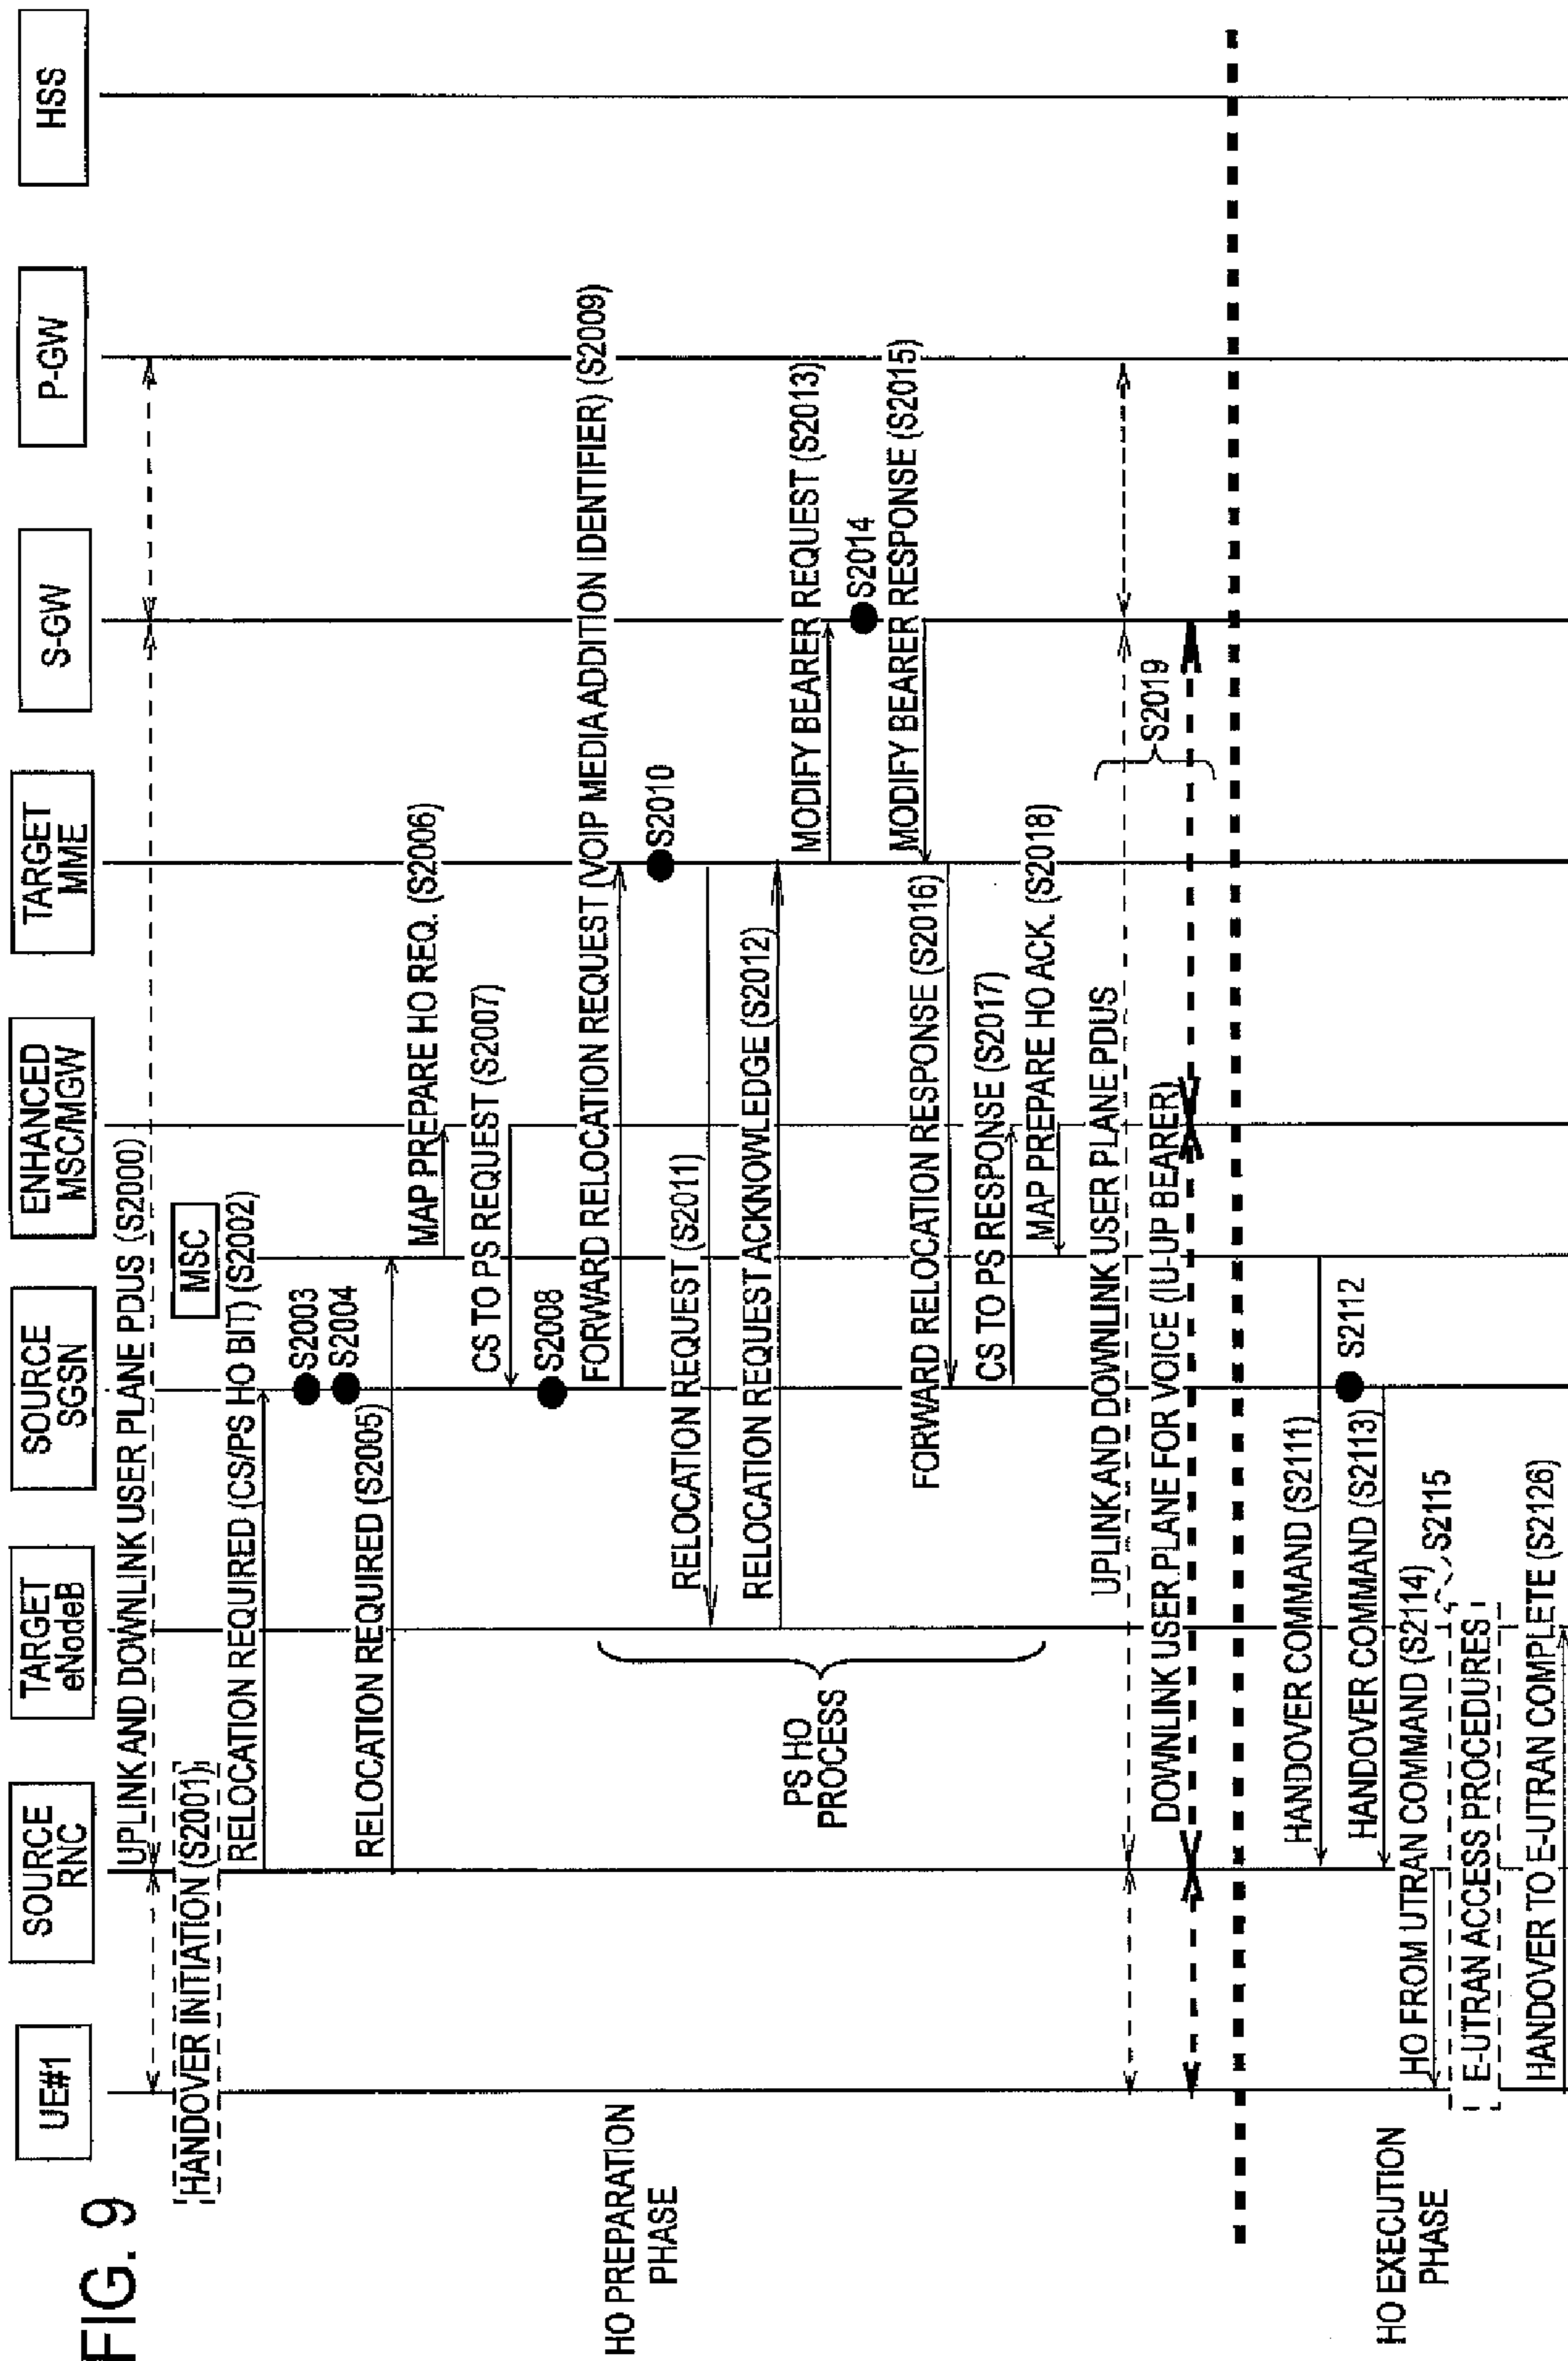 FIG. 9
UE#1
SOURCE
RNC
TARGET
eNodeB
SOURCE
SGSN
MSC
ENHANCED
MSC/MGW
TARGET
MME
S-GW
P-GW
HSS
UPLINK AND DOWNLINK USER PLANE PDUS (S2000)
HANDOVER INITIATION (S2001)
RELOCATION REQUIRED (CS/PS HO BIT) (S2002)
S2003
S2004
RELOCATION REQUIRED (S2005)
MAP PREPARE HO REQ. (S2006)
CS TO PS REQUEST (S2007)
S2008
FORWARD RELOCATION REQUEST (VOIP MEDIA ADDITION IDENTIFIER) (S2009)
HO PREPARATION
PHASE
S2010
RELOCATION REQUEST (S2011)
RELOCATION REQUEST ACKNOWLEDGE (S2012)
PS HO
PROCESS
MODIFY BEARER REQUEST (S2013)
S2014
MODIFY BEARER RESPONSE (S2015)
FORWARD RELOCATION RESPONSE (S2016)
CS TO PS RESPONSE (S2017)
MAP PREPARE HO ACK. (S2018)
UPLINK AND DOWNLINK USER PLANE PDUS
S2019
DOWNLINK USER PLANE FOR VOICE (IU-UP BEARER)
HANDOVER COMMAND (S2111)
S2112
HANDOVER COMMAND (S2113)
HO EXECUTION
PHASE
HO FROM UTRAN COMMAND (S2114)
S2115
E-UTRAN ACCESS PROCEDURES
HANDOVER TO E-UTRAN COMPLETE (S2126)